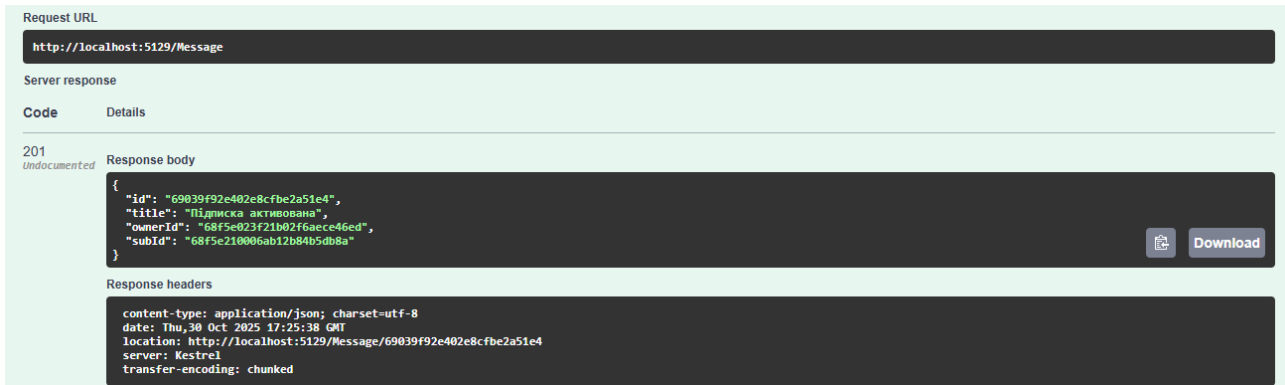 Request URL
http://localhost:5129/Message
Server response
Code Details
201
Undocumented
Response body
{
"id": "69039f92e402e8cfbe2a51e4",
"title": "Підписка активована",
"ownerId": "68f5e023f21b02f6aece46ed",
"subId": "68f5e210006ab12b84b5db8a"
}
Download
Response headers
content-type: application/json; charset=utf-8
date: Thu,30 Oct 2025 17:25:38 GMT
location: http://localhost:5129/Message/69039f92e402e8cfbe2a51e4
server: Kestrel
transfer-encoding: chunked